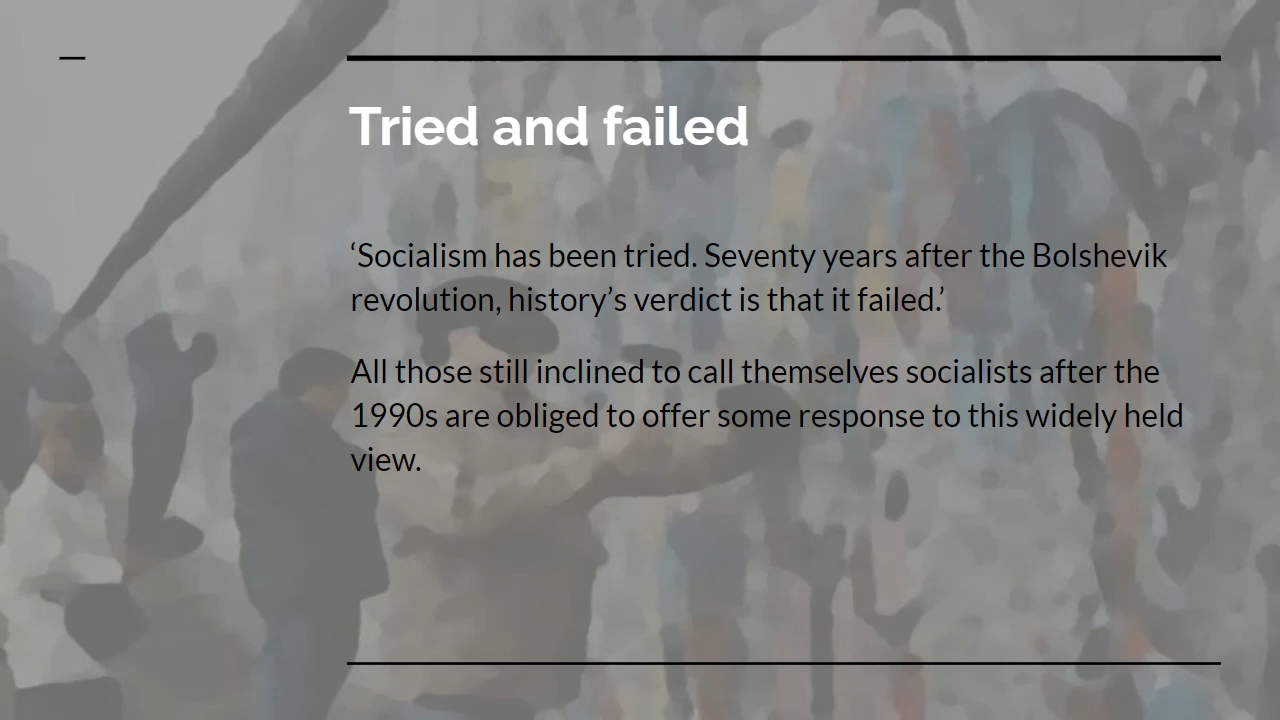 Tried and failed
‘Socialism has been tried. Seventy years after the Bolshevik
revolution, history’s verdict is that it failed.’
All those still inclined to call themselves socialists after the
1990s are obliged to offer some response to this widely held
view.